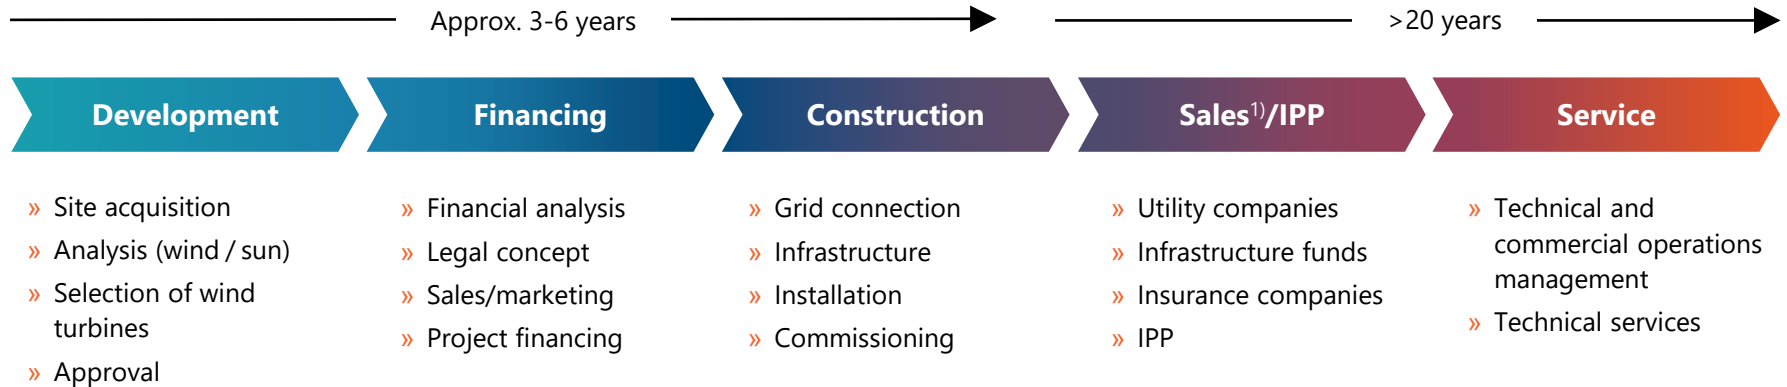 Approx. 3-6 years
>20 years
Development
Financing
Construction
Sales¹⁾/IPP
Service
» Site acquisition
» Analysis (wind / sun)
» Selection of wind
turbines
» Approval
» Financial analysis
» Legal concept
» Sales/marketing
» Project financing
» Grid connection
» Infrastructure
» Installation
» Commissioning
» Utility companies
» Infrastructure funds
» Insurance companies
» IPP
» Technical and
commercial operations
management
» Technical services